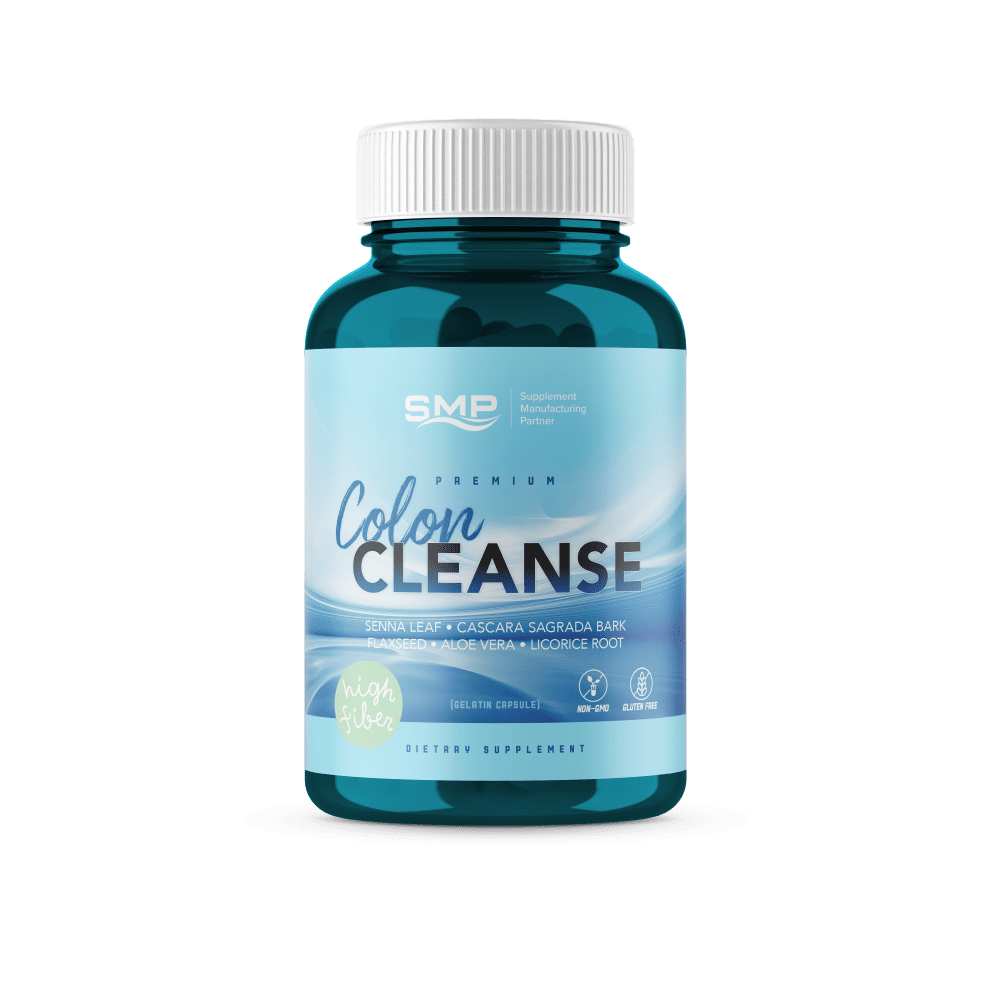 SMP
Supplement
Manufacturing
Partner
PREMIUM
Colon
CLEANSE
SENNA LEAF • CASCARA SAGRADA BARK
FLAXSEED • ALOE VERA • LICORICE ROOT
high
fiber
(GELATIN CAPSULE)
NON-GMO
GLUTEN FREE
DIETARY SUPPLEMENT